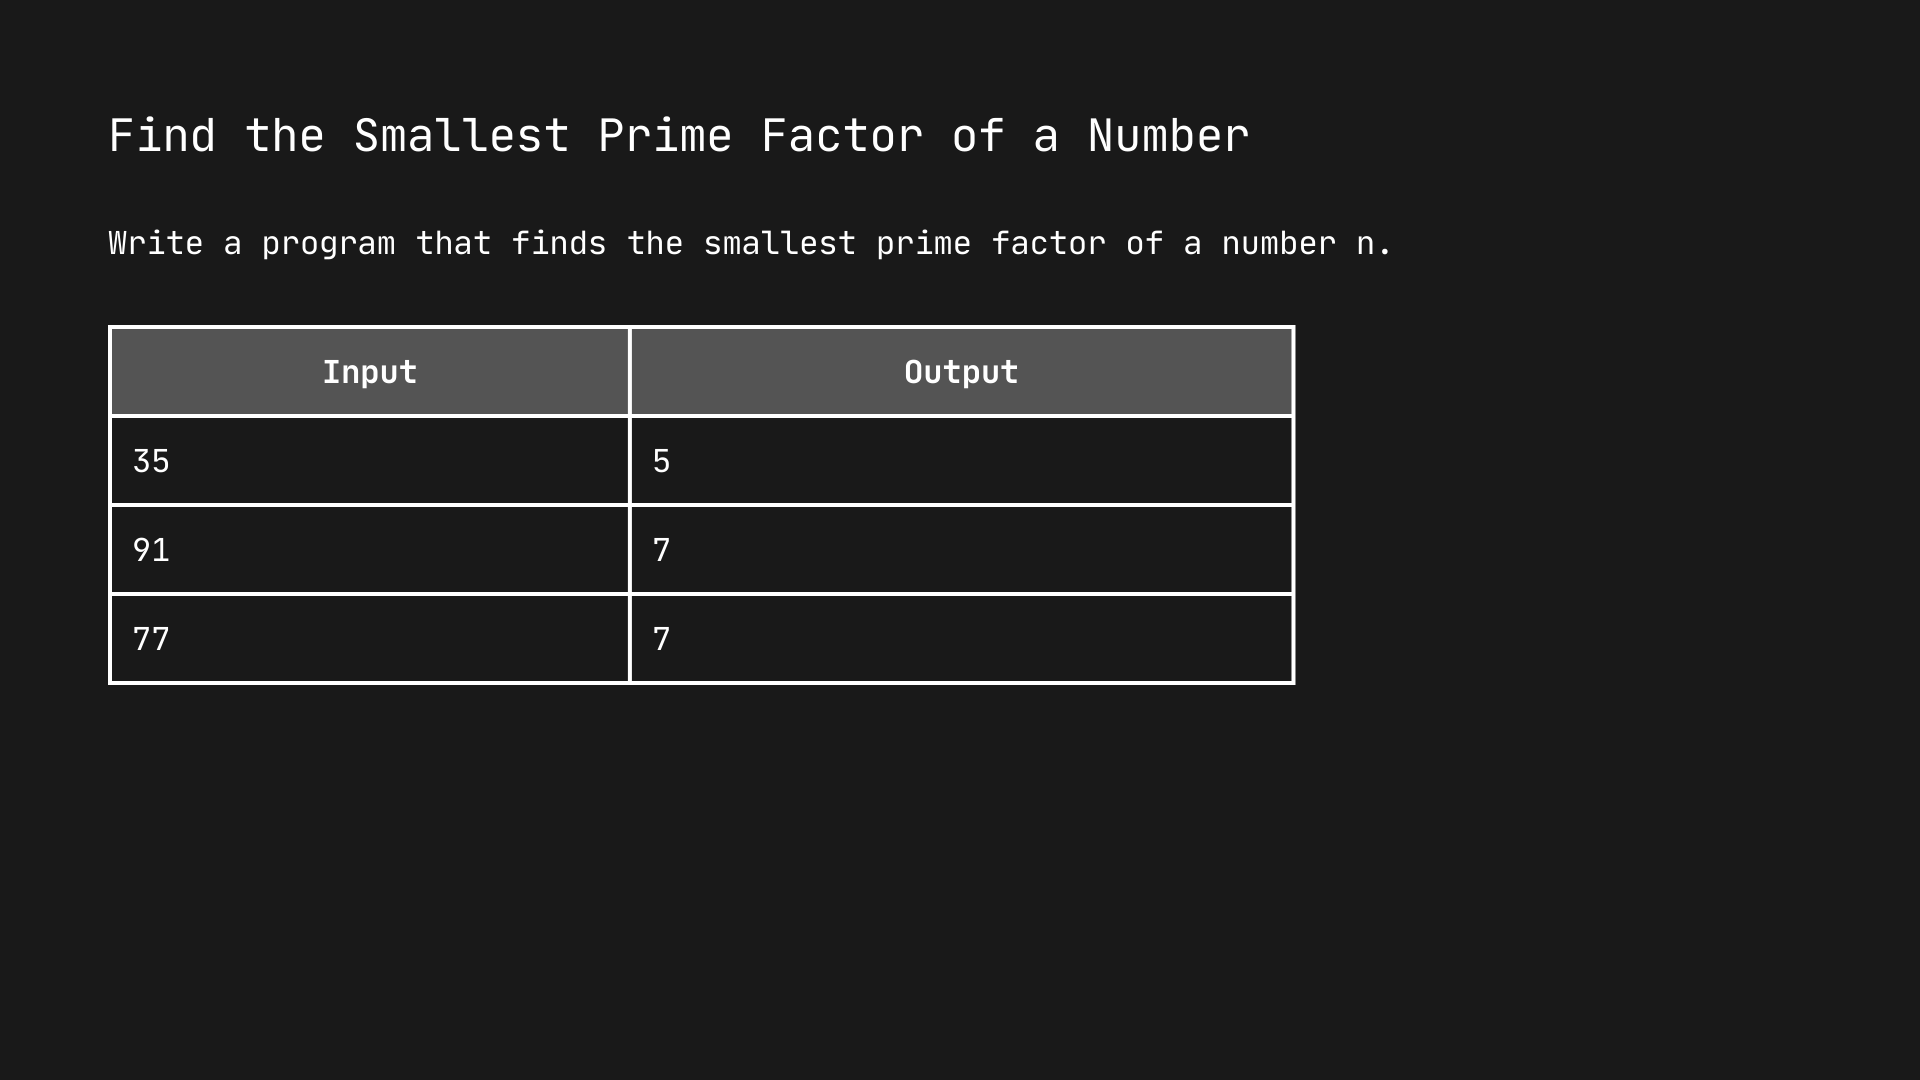 Find the Smallest Prime Factor of a Number
Write a program that finds the smallest prime factor of a number n.
Input Output
35 5
91 7
77 7